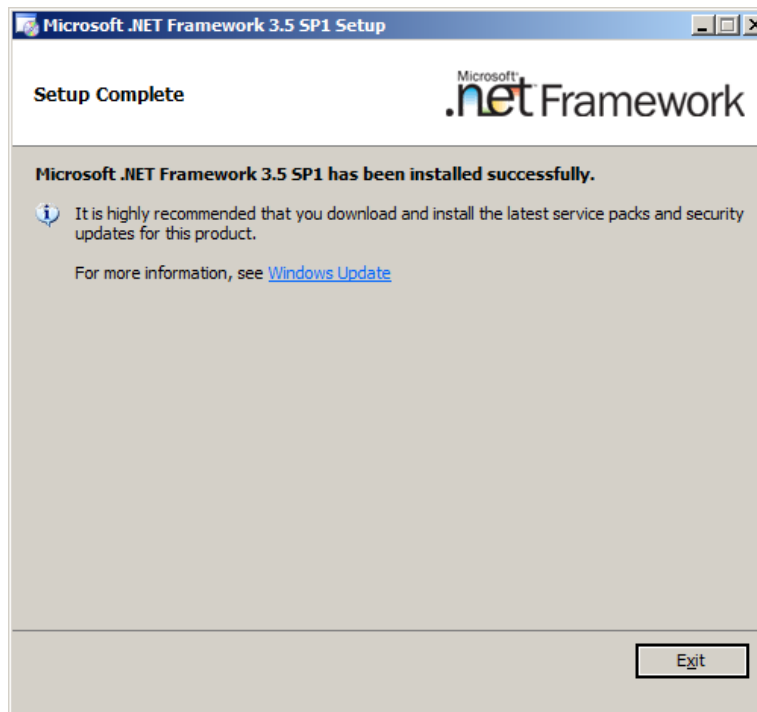 Microsoft .NET Framework 3.5 SP1 Setup
Setup Complete
Microsoft
.net Framework
Microsoft .NET Framework 3.5 SP1 has been installed successfully.
It is highly recommended that you download and install the latest service packs and security
updates for this product.
For more information, see Windows Update
Exit